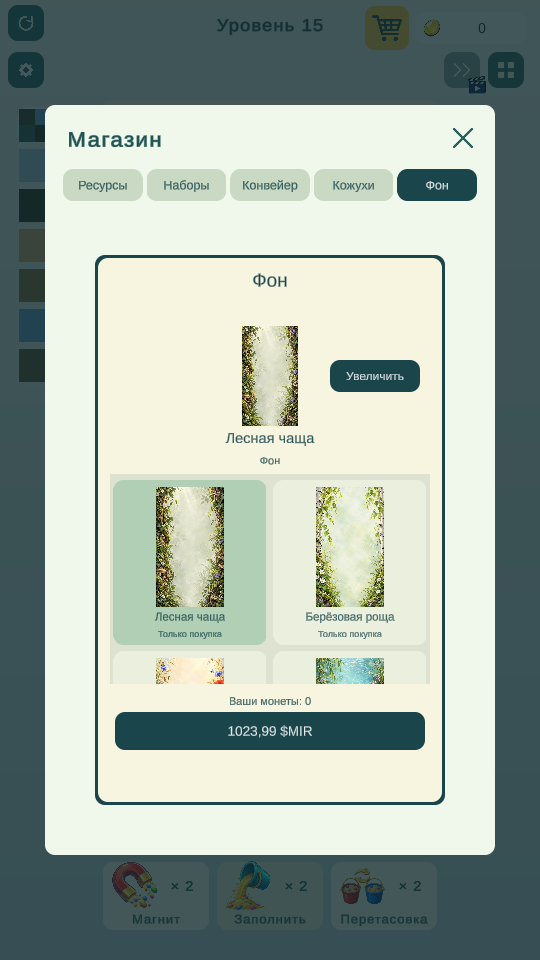 Уровень 15
0
Магазин
Ресурсы
Наборы
Конвейер
Кожухи
Фон
Фон
Увеличить
Лесная чаща
Фон
Лесная чаща
Только покупка
Берёзовая роща
Только покупка
Ваши монеты: 0
1023,99 $MIR
× 2
Магнит
× 2
Заполнить
× 2
Перетасовка